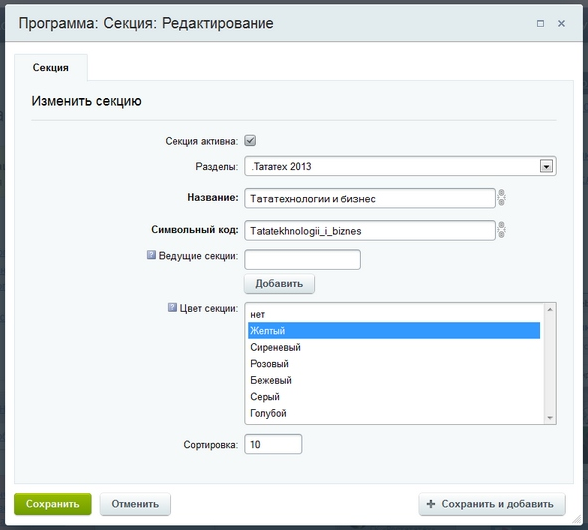 Программа: Секция: Редактирование
Секция
Изменить секцию
Секция активна:
Разделы: .Тататех 2013
Название: Тататехнологии и бизнес
Символьный код: Tatatekhnologii_i_biznes
? Ведущие секции:
Добавить
? Цвет секции: нет
Желтый
Сиреневый
Розовый
Бежевый
Серый
Голубой
Сортировка: 10
Сохранить Отменить + Сохранить и добавить